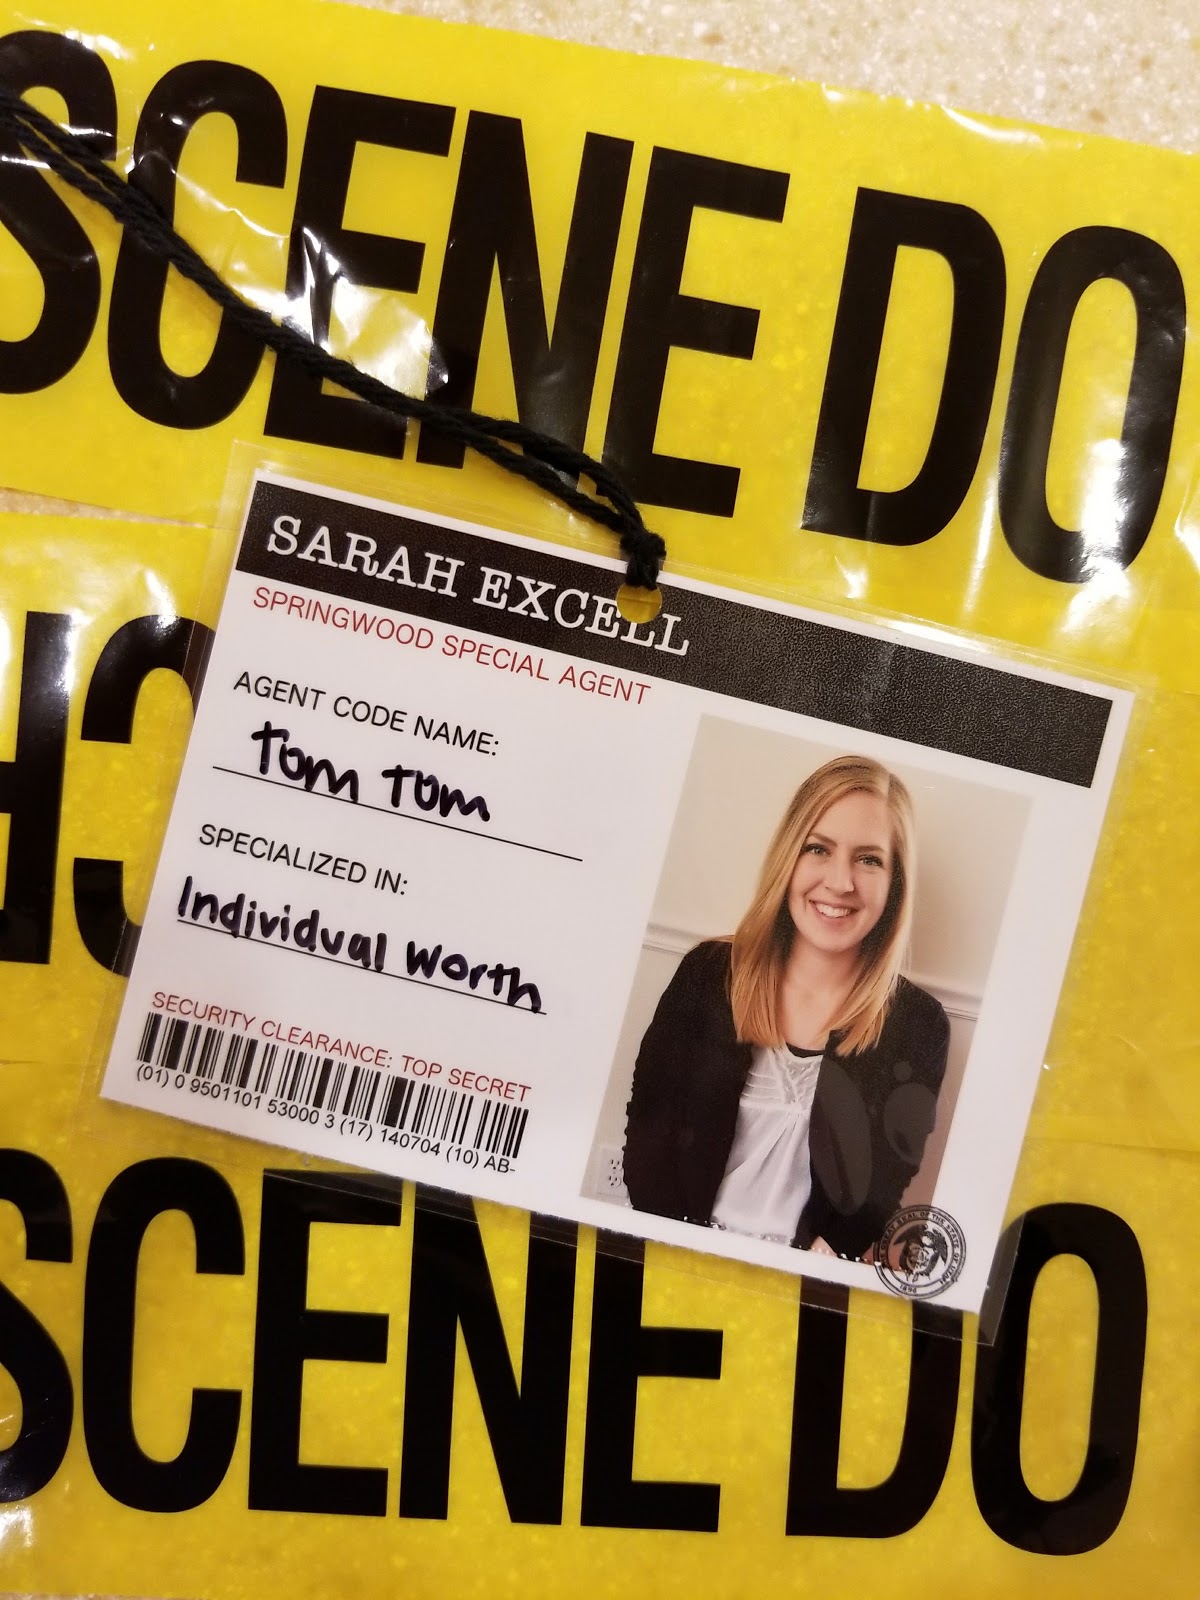 SCENE DO
SARAH EXCELL
SPRINGWOOD SPECIAL AGENT
AGENT CODE NAME:
Tom Tom
SPECIALIZED IN:
Individual Worth
SECURITY CLEARANCE: TOP SECRET
(01) 0 9501101 53000 3 (17) 140704 (10) AB-
SCENE DO